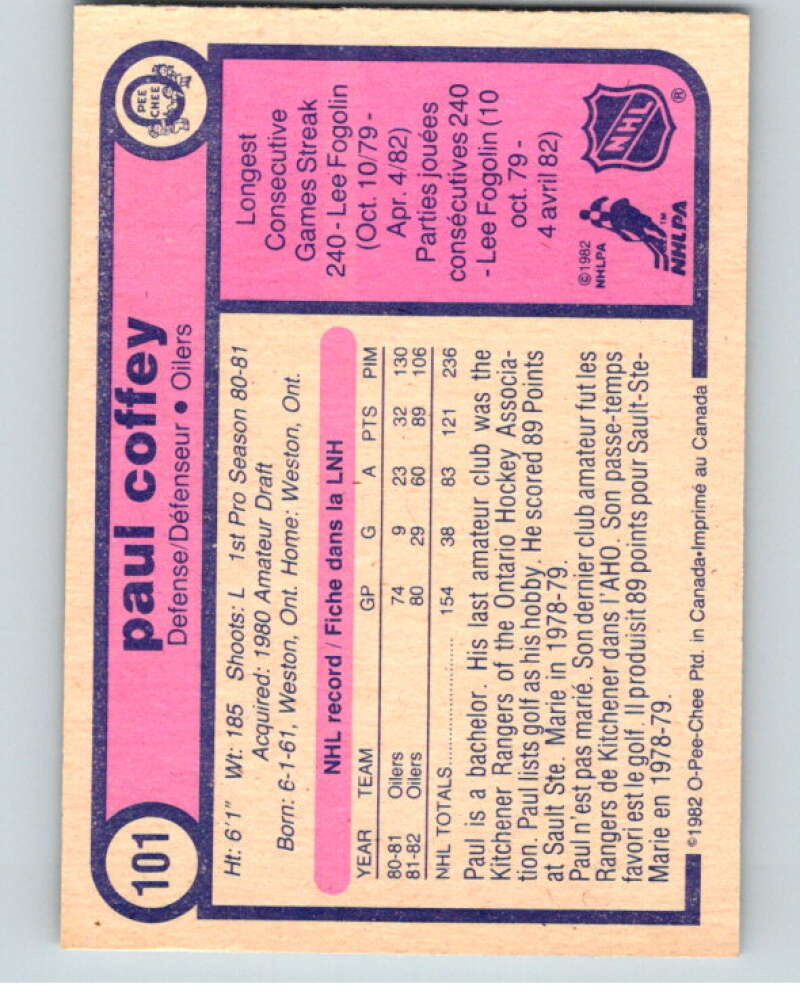 101
paul coffey
Defense/Défenseur • Oilers
O PEE CHEE
Ht: 6'1" Wt: 185 Shoots: L 1st Pro Season 80-81
Acquired: 1980 Amateur Draft
Born: 6-1-61, Weston, Ont. Home: Weston, Ont.
NHL record / Fiche dans la LNH
YEAR TEAM GP G A PTS PIM
80-81 Oilers 74 9 23 32 130
81-82 Oilers 80 29 60 89 106
NHL TOTALS.................... 154 38 83 121 236
Paul is a bachelor. His last amateur club was the
Kitchener Rangers of the Ontario Hockey Associa-
tion. Paul lists golf as his hobby. He scored 89 Points
at Sault Ste. Marie in 1978-79.
Paul n'est pas marié. Son dernier club amateur fut les
Rangers de Kitchener dans l'AHO. Son passe-temps
favori est le golf. Il produisit 89 points pour Sault-Ste-
Marie en 1978-79.
©1982 O-Pee-Chee Ptd. in Canada•Imprimé au Canada
Longest
Consecutive
Games Streak
240 - Lee Fogolin
(Oct. 10/79 -
Apr. 4/82)
Parties jouées
consécutives 240
- Lee Fogolin (10
oct. 79 -
4 avril 82)
©1982
NHLPA
NHLPA™
NHL®